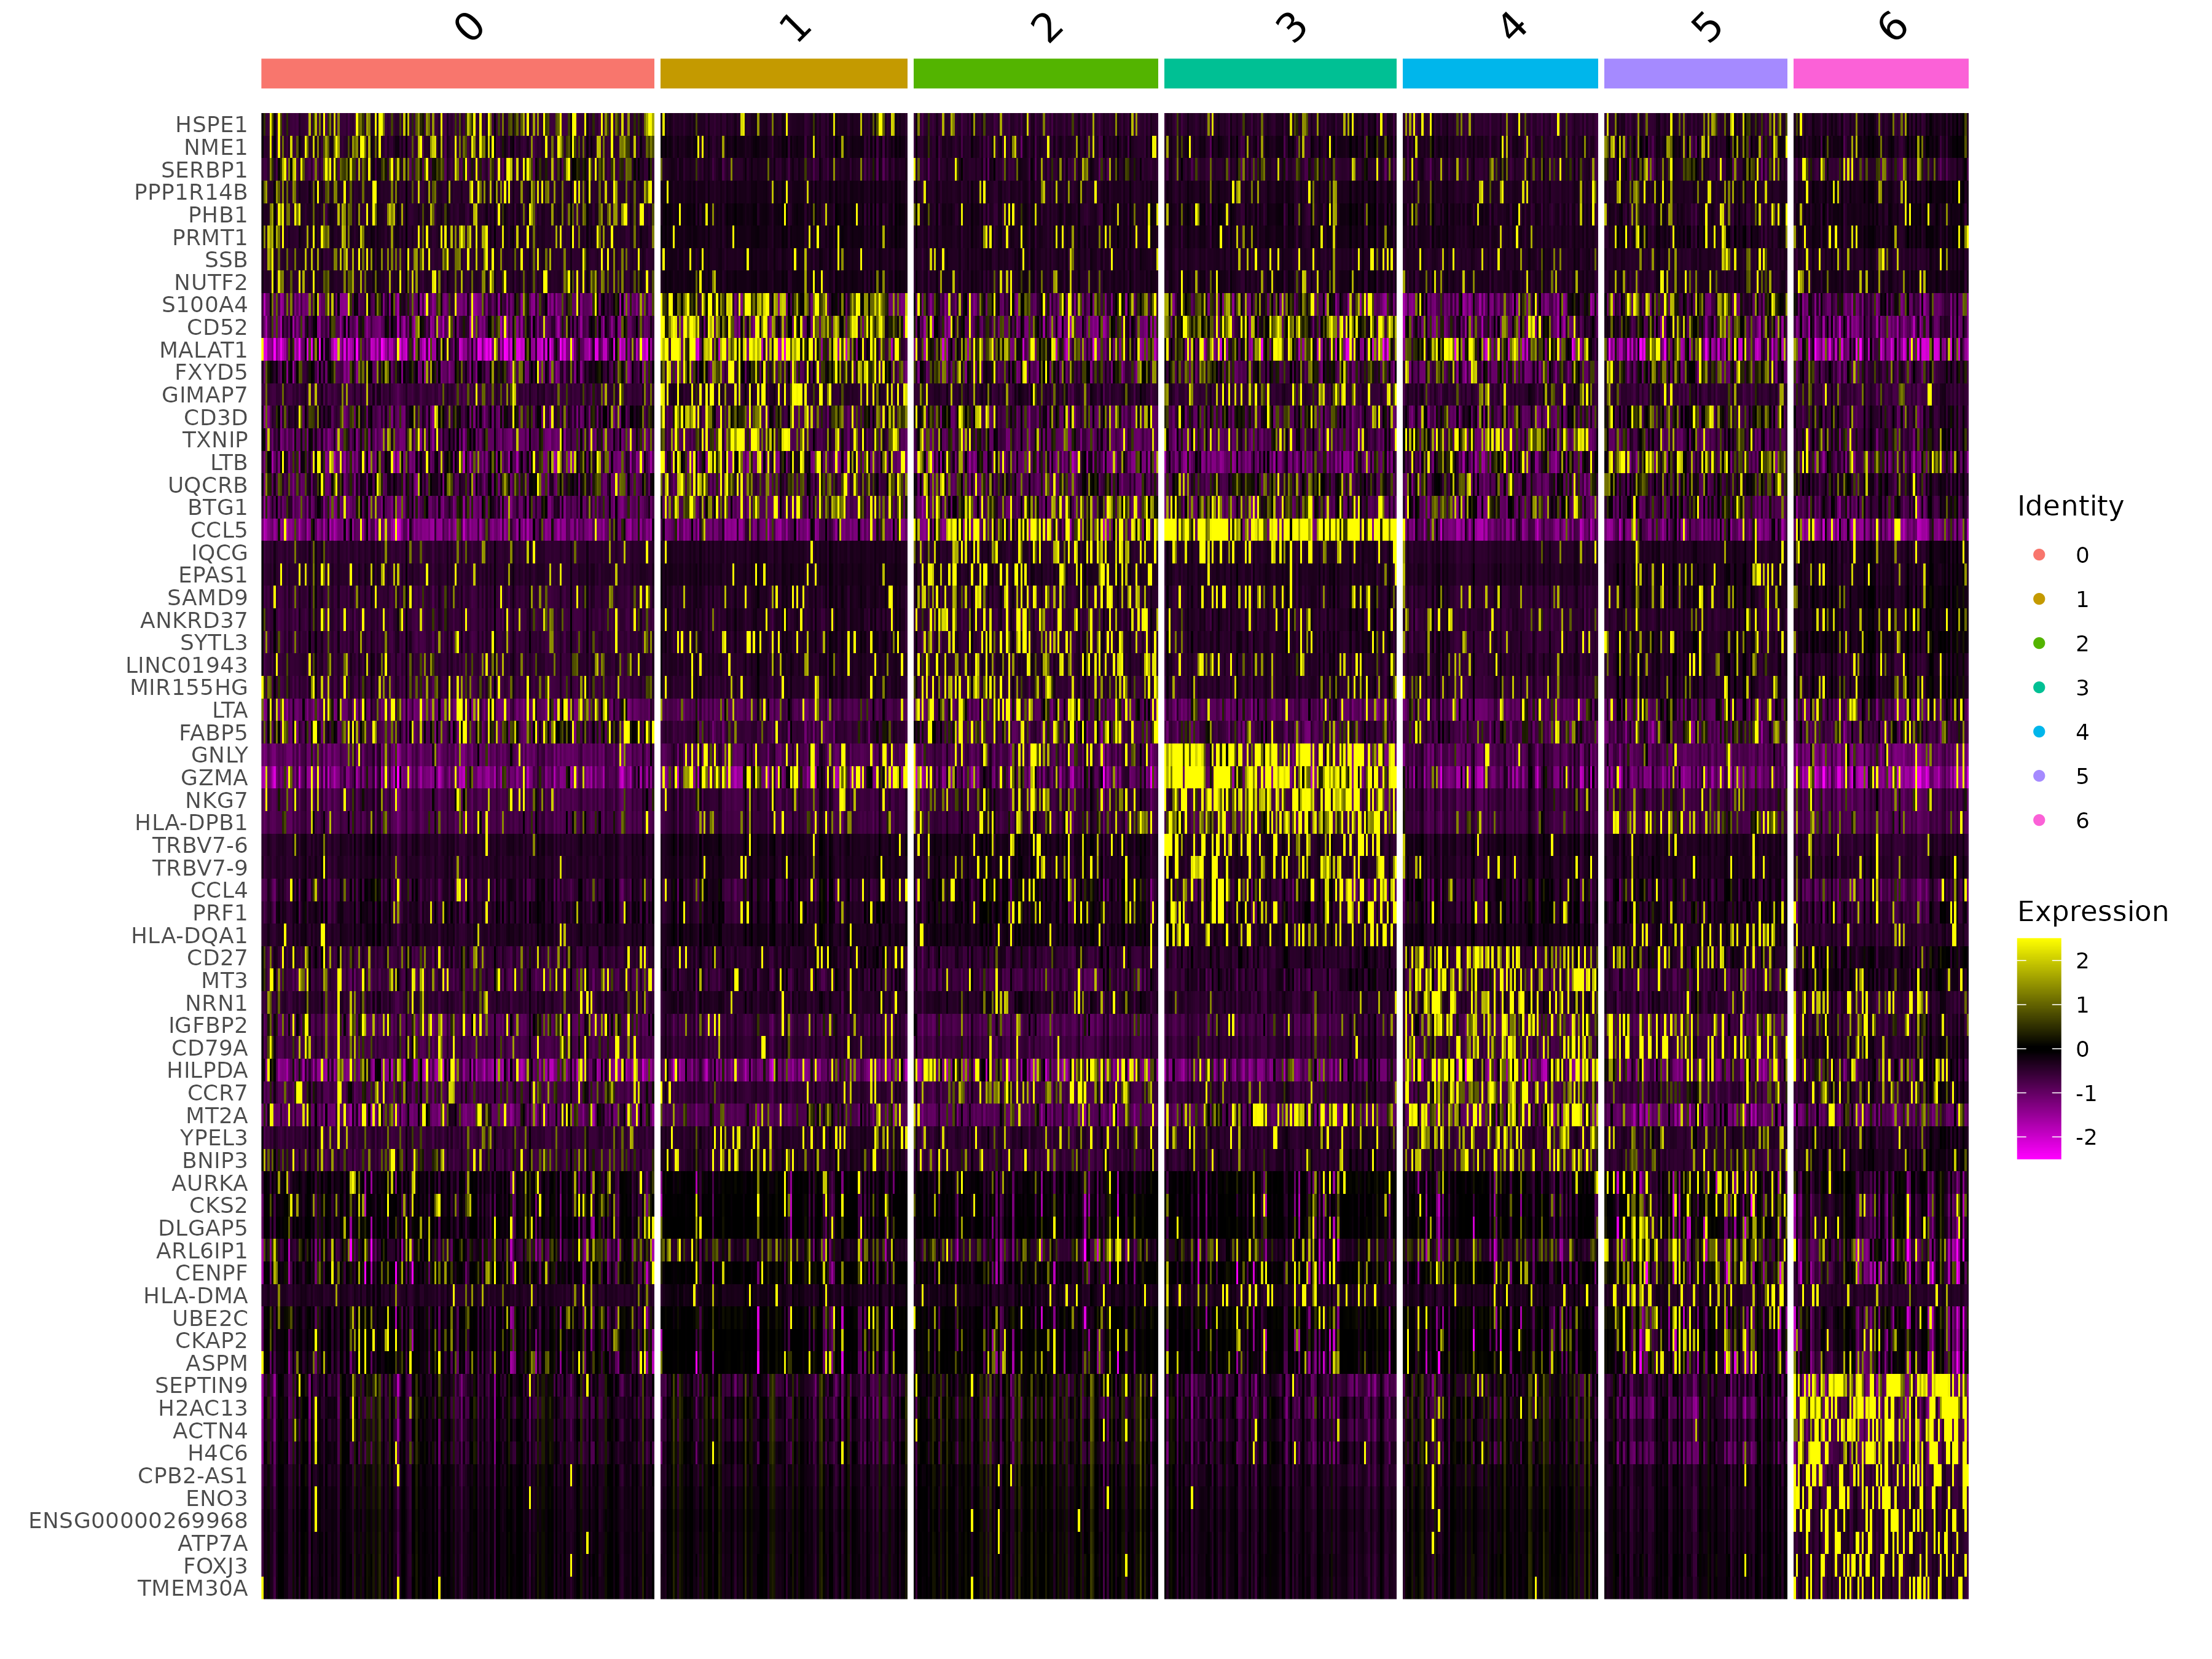 0 1 2 3 4 5 6
HSPE1
NME1
SERBP1
PPP1R14B
PHB1
PRMT1
SSB
NUTF2
S100A4
CD52
MALAT1
FXYD5
GIMAP7
CD3D
TXNIP
LTB
UQCRB
BTG1
CCL5
IQCG
EPAS1
SAMD9
ANKRD37
SYTL3
LINC01943
MIR155HG
LTA
FABP5
GNLY
GZMA
NKG7
HLA-DPB1
TRBV7-6
TRBV7-9
CCL4
PRF1
HLA-DQA1
CD27
MT3
NRN1
IGFBP2
CD79A
HILPDA
CCR7
MT2A
YPEL3
BNIP3
AURKA
CKS2
DLGAP5
ARL6IP1
CENPF
HLA-DMA
UBE2C
CKAP2
ASPM
SEPTIN9
H2AC13
ACTN4
H4C6
CPB2-AS1
ENO3
ENSG00000269968
ATP7A
FOXJ3
TMEM30A
Identity
0
1
2
3
4
5
6
Expression
2
1
0
-1
-2